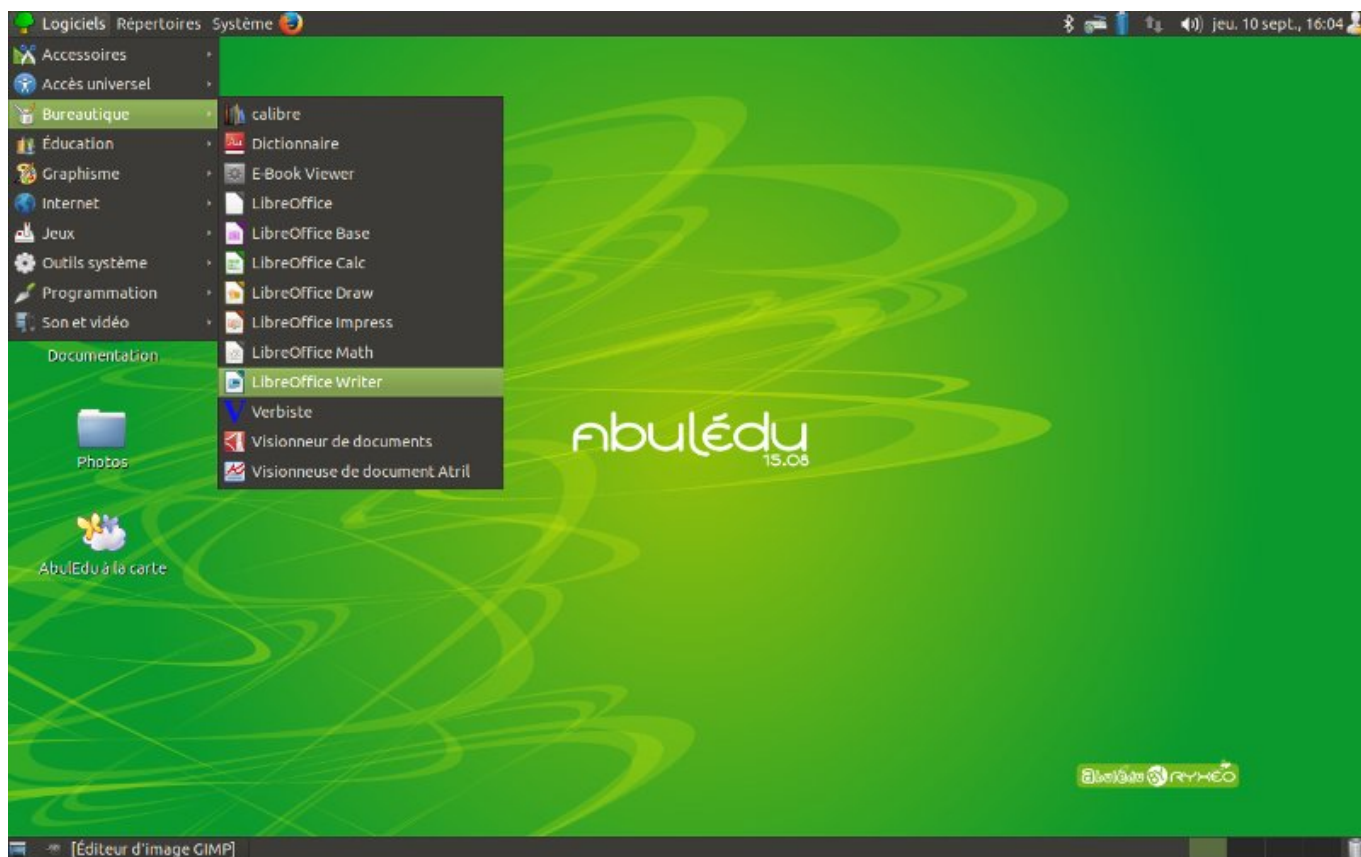 Logiciels Répertoires Système
jeu. 10 sept., 16:04
Accessoires
Accès universel
Bureautique
Éducation
Graphisme
Internet
Jeux
Outils système
Programmation
Son et vidéo
calibre
Dictionnaire
E-Book Viewer
LibreOffice
LibreOffice Base
LibreOffice Calc
LibreOffice Draw
LibreOffice Impress
LibreOffice Math
LibreOffice Writer
Verbiste
Visionneur de documents
Visionneuse de document Atril
Documentation
Photos
AbulEdu à la carte
abulédu
15.08
abulédu RYXÉO
[Éditeur d'image GIMP]